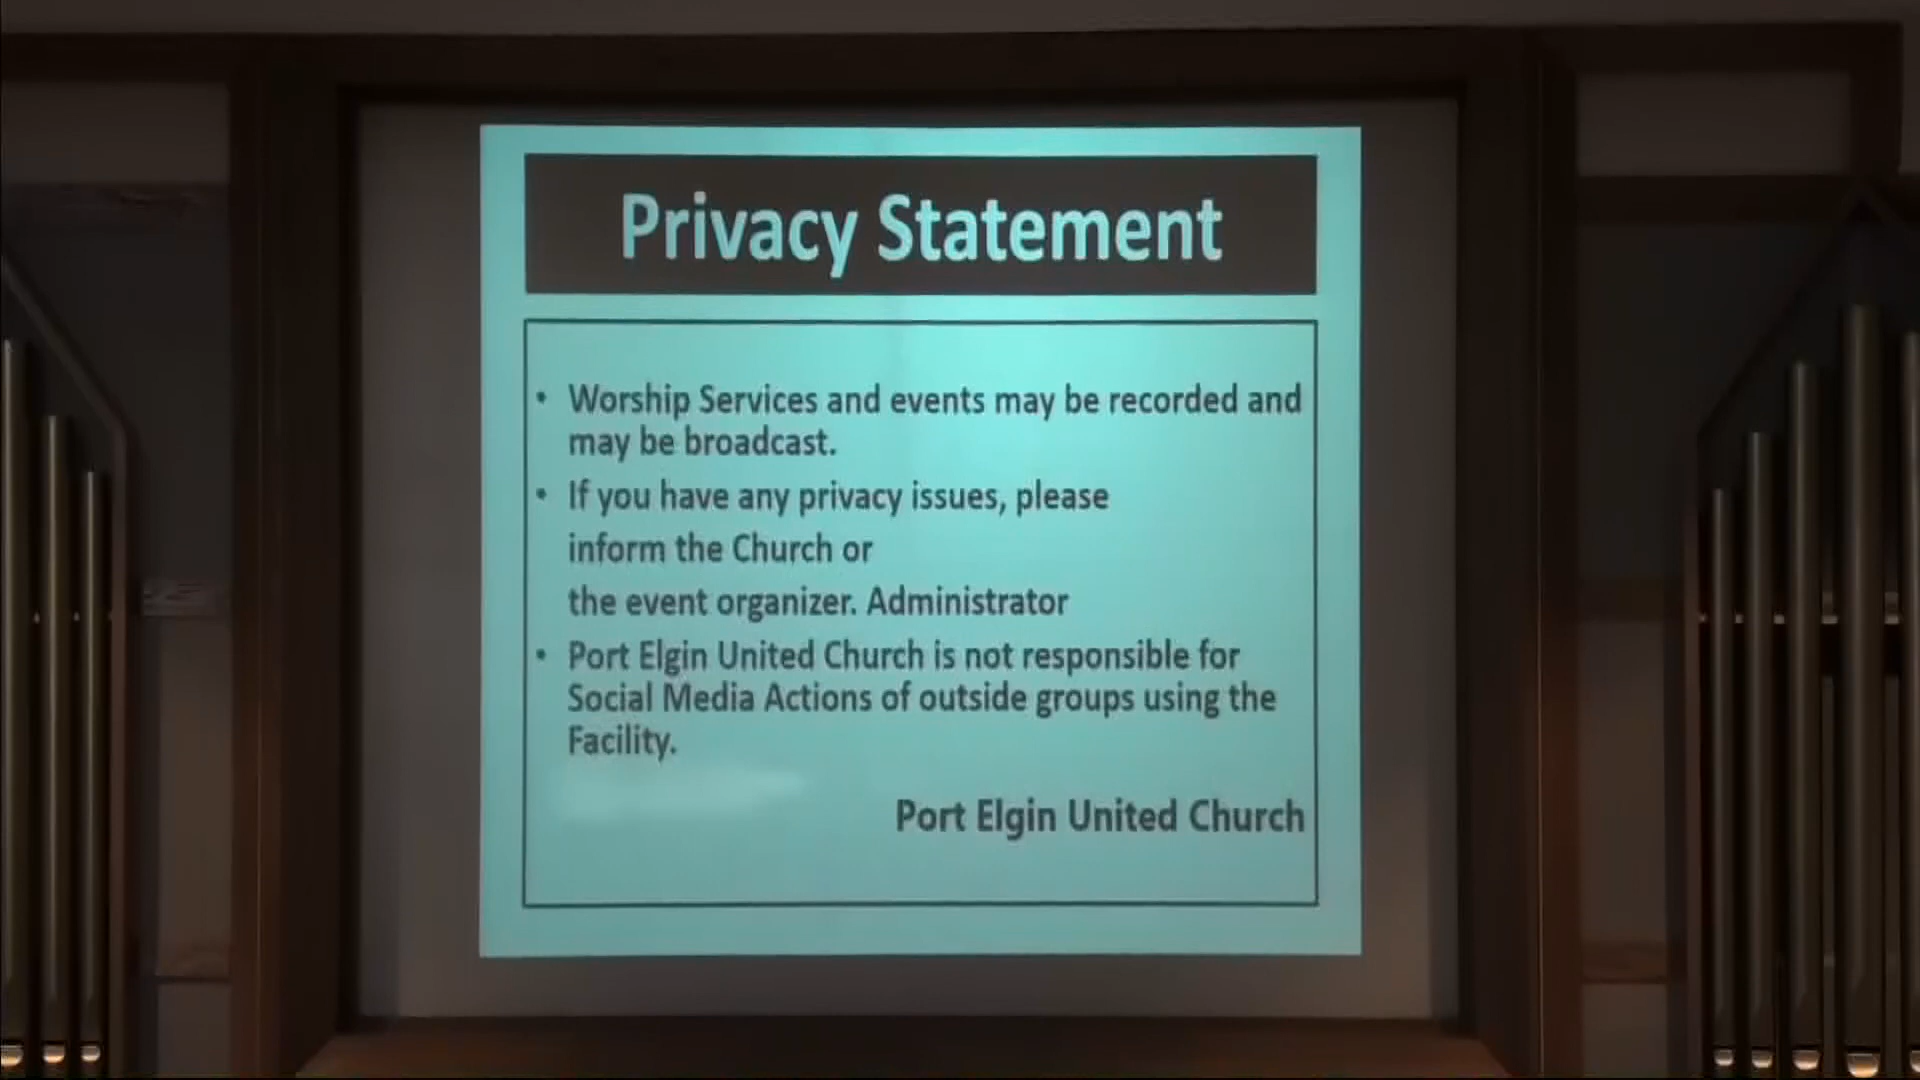 Privacy Statement
• Worship Services and events may be recorded and
may be broadcast.
• If you have any privacy issues, please
inform the Church or
the event organizer. Administrator
• Port Elgin United Church is not responsible for
Social Media Actions of outside groups using the
Facility.
Port Elgin United Church